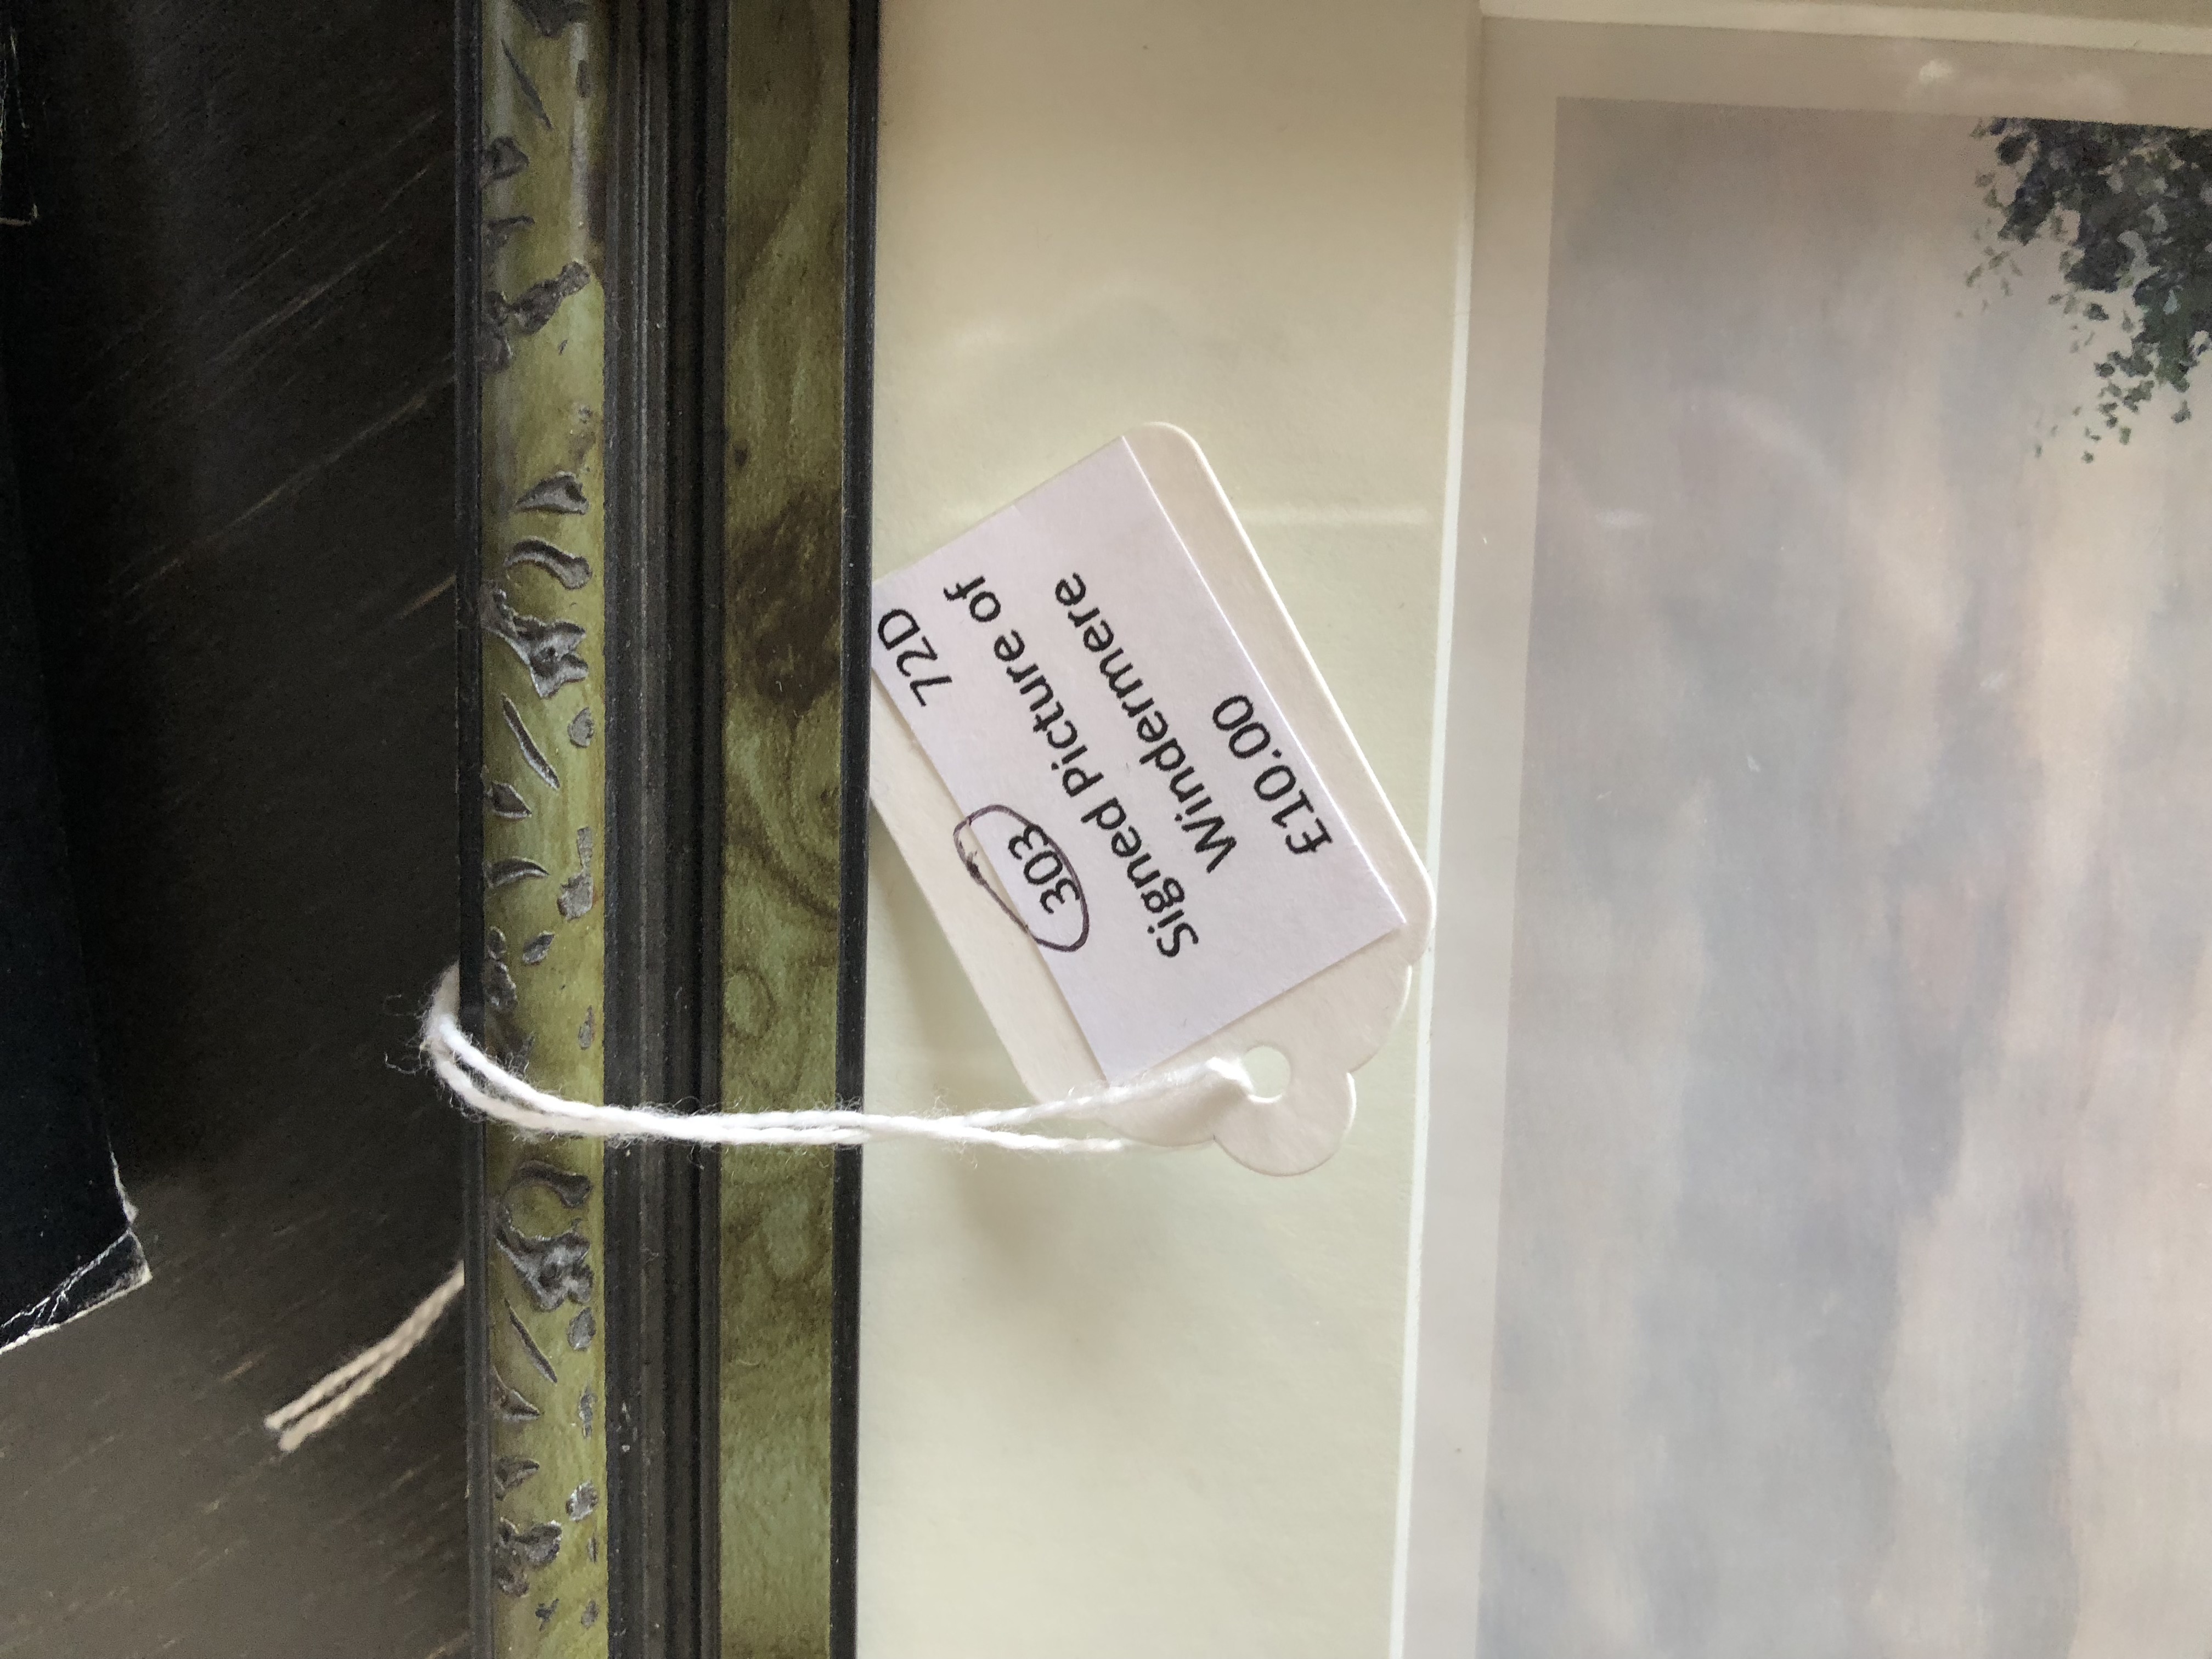 303 72D
Signed Picture of
Windermere
£10.00